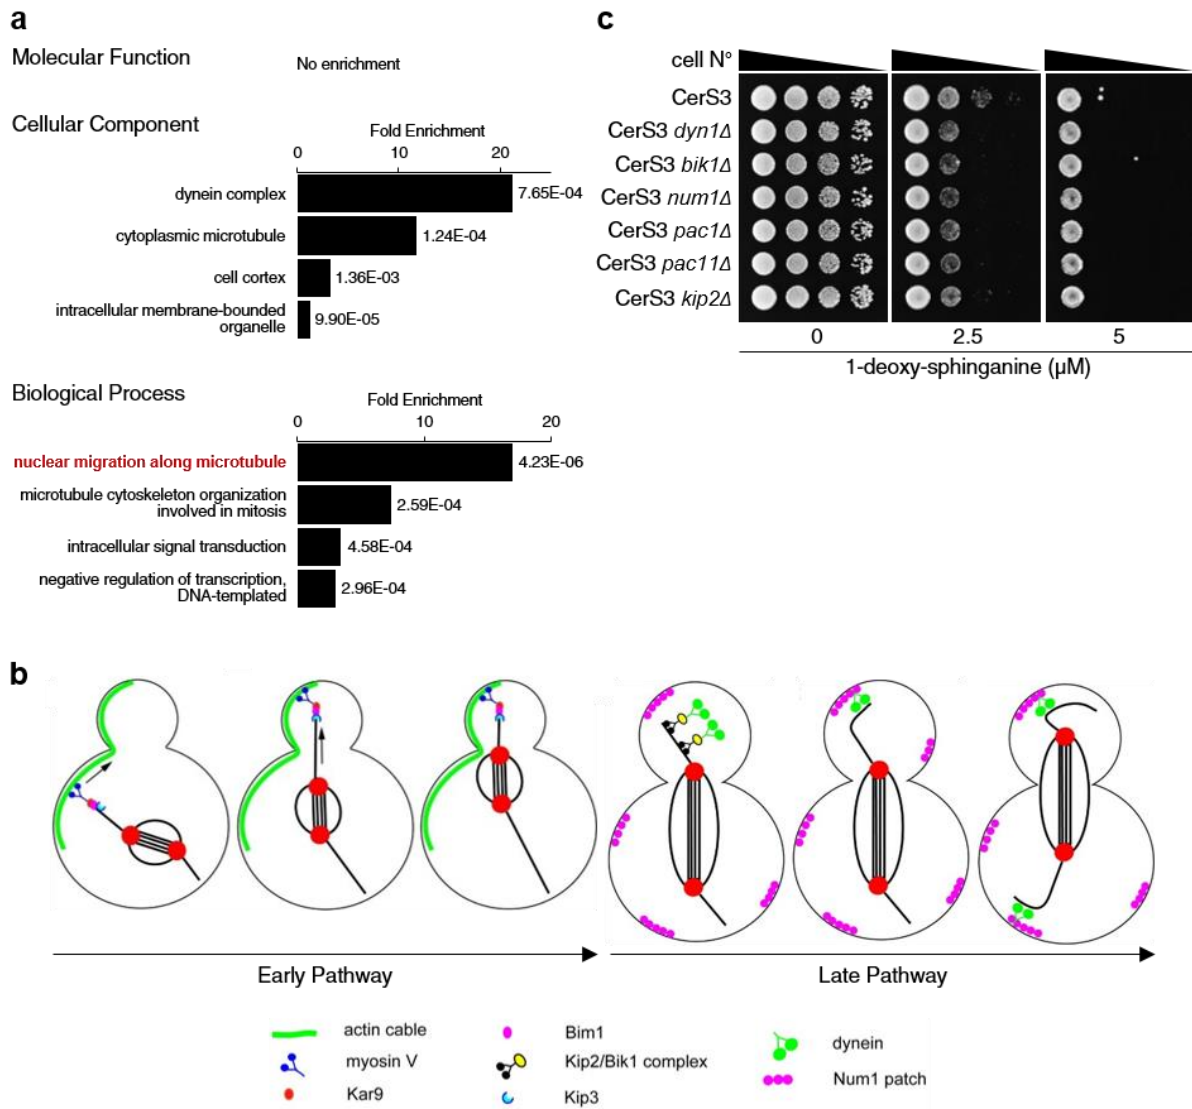 a
Molecular Function
No enrichment
Cellular Component
Fold Enrichment
0 10 20
dynein complex 7.65E-04
cytoplasmic microtubule 1.24E-04
cell cortex 1.36E-03
intracellular membrane-bounded
organelle 9.90E-05
Biological Process
Fold Enrichment
0 10 20
nuclear migration along microtubule 4.23E-06
microtubule cytoskeleton organization
involved in mitosis 2.59E-04
intracellular signal transduction 4.58E-04
negative regulation of transcription,
DNA-templated 2.96E-04
c
cell N°
CerS3
CerS3 dyn1Δ
CerS3 bik1Δ
CerS3 num1Δ
CerS3 pac1Δ
CerS3 pac11Δ
CerS3 kip2Δ
0 2.5 5
1-deoxy-sphinganine (µM)
b
Early Pathway
Late Pathway
actin cable
myosin V
Kar9
Bim1
Kip2/Bik1 complex
Kip3
dynein
Num1 patch